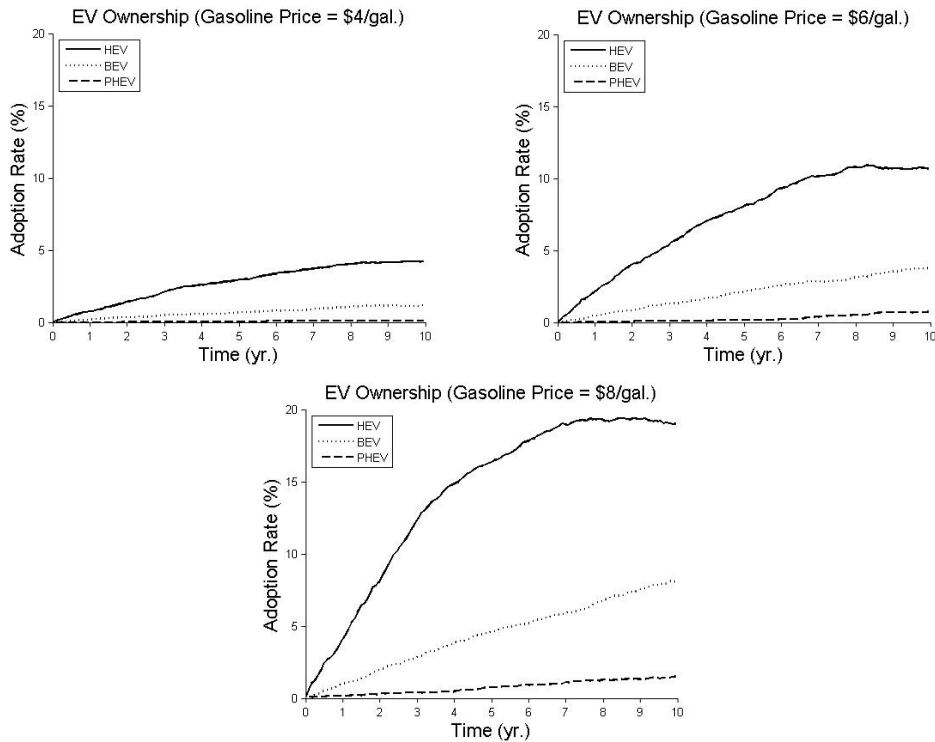 EV Ownership (Gasoline Price = $4/gal.)
20
15
10
5
0
Adoption Rate (%)
HEV
BEV
PHEV
0 1 2 3 4 5 6 7 8 9 10
Time (yr.)
EV Ownership (Gasoline Price = $6/gal.)
20
15
10
5
0
Adoption Rate (%)
HEV
BEV
PHEV
0 1 2 3 4 5 6 7 8 9 10
Time (yr.)
EV Ownership (Gasoline Price = $8/gal.)
20
15
10
5
0
Adoption Rate (%)
HEV
BEV
PHEV
0 1 2 3 4 5 6 7 8 9 10
Time (yr.)